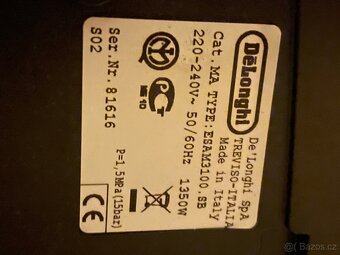 DēLonghi
De'Longhi SpA
TREVISO-ITALIA
Made in Italy
Cat.MA TYPE:ESAM3100.SB
220-240V~ 50/60Hz 1350W
Ser.Nr.81616
S02
P=1,5MPa(15bar)
CE
Bazos.cz